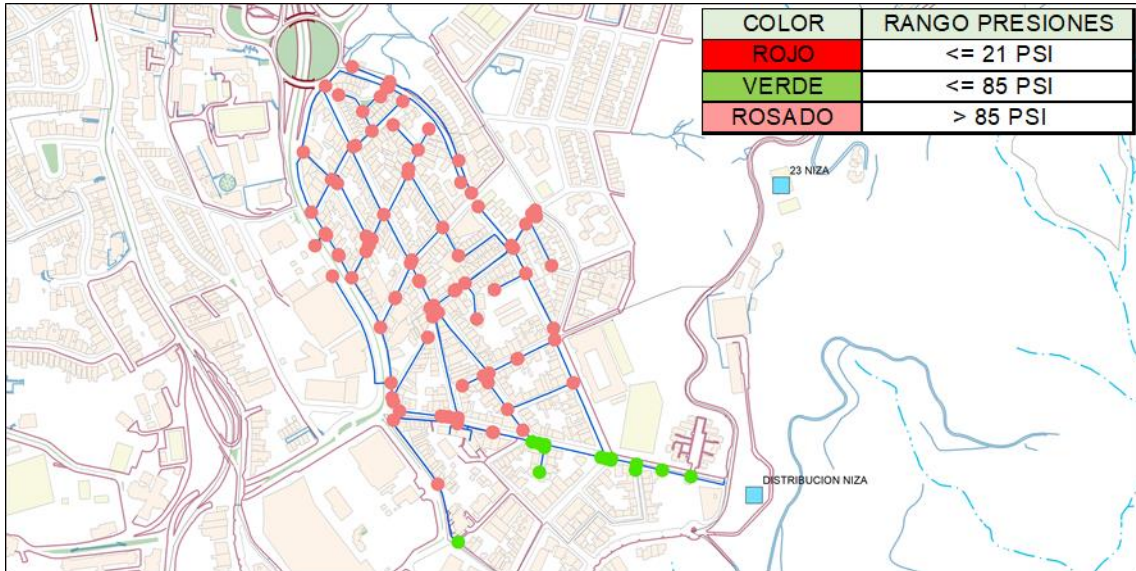 COLOR RANGO PRESIONES
ROJO <= 21 PSI
VERDE <= 85 PSI
ROSADO > 85 PSI
23 NIZA
DISTRIBUCION NIZA